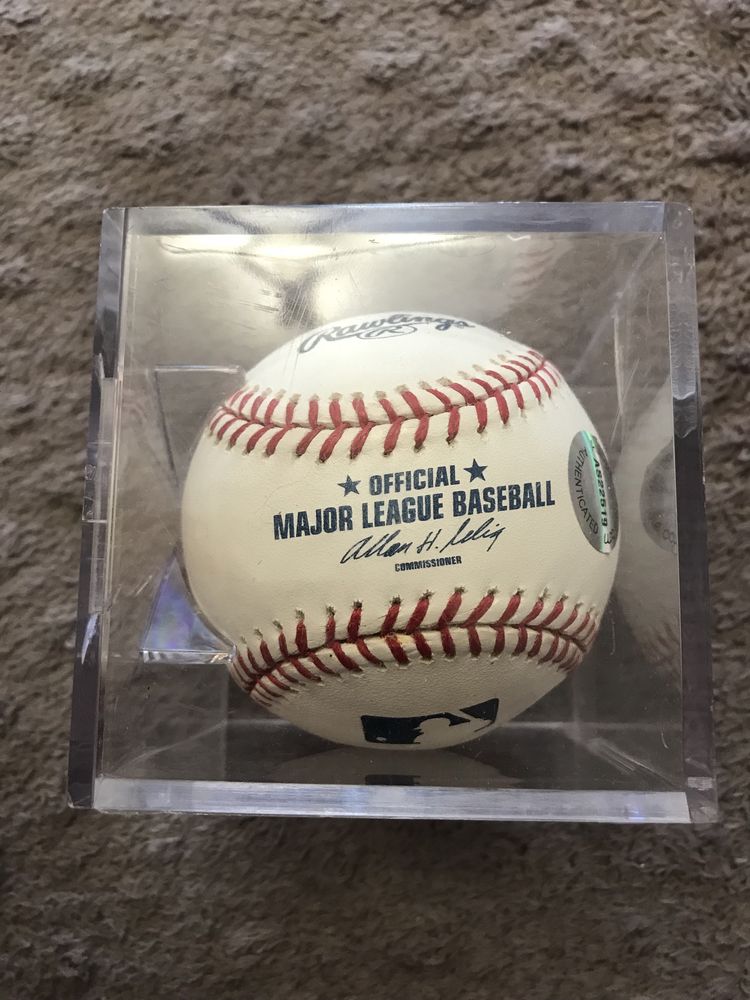 Rawlings
R
OFFICIAL
MAJOR LEAGUE BASEBALL
Allan H. Selig
COMMISSIONER
AUTHENTICATED